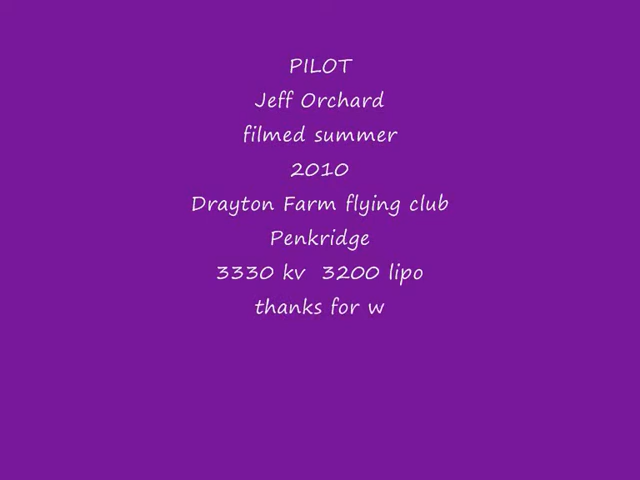 PILOT
Jeff Orchard
filmed summer
2010
Drayton Farm flying club
Penkridge
3330 kv  3200 lipo
thanks for w